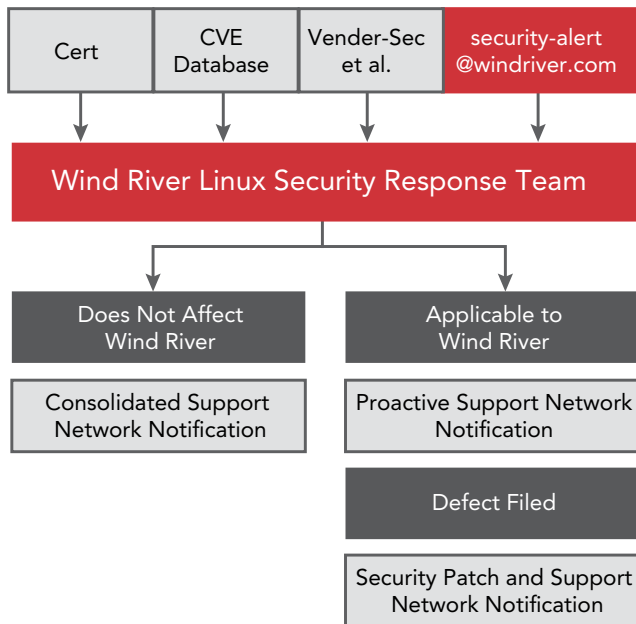 Cert
CVE
Database
Vender-Sec
et al.
security-alert
@windriver.com
Wind River Linux Security Response Team
Does Not Affect
Wind River
Consolidated Support
Network Notification
Applicable to
Wind River
Proactive Support Network
Notification
Defect Filed
Security Patch and Support
Network Notification